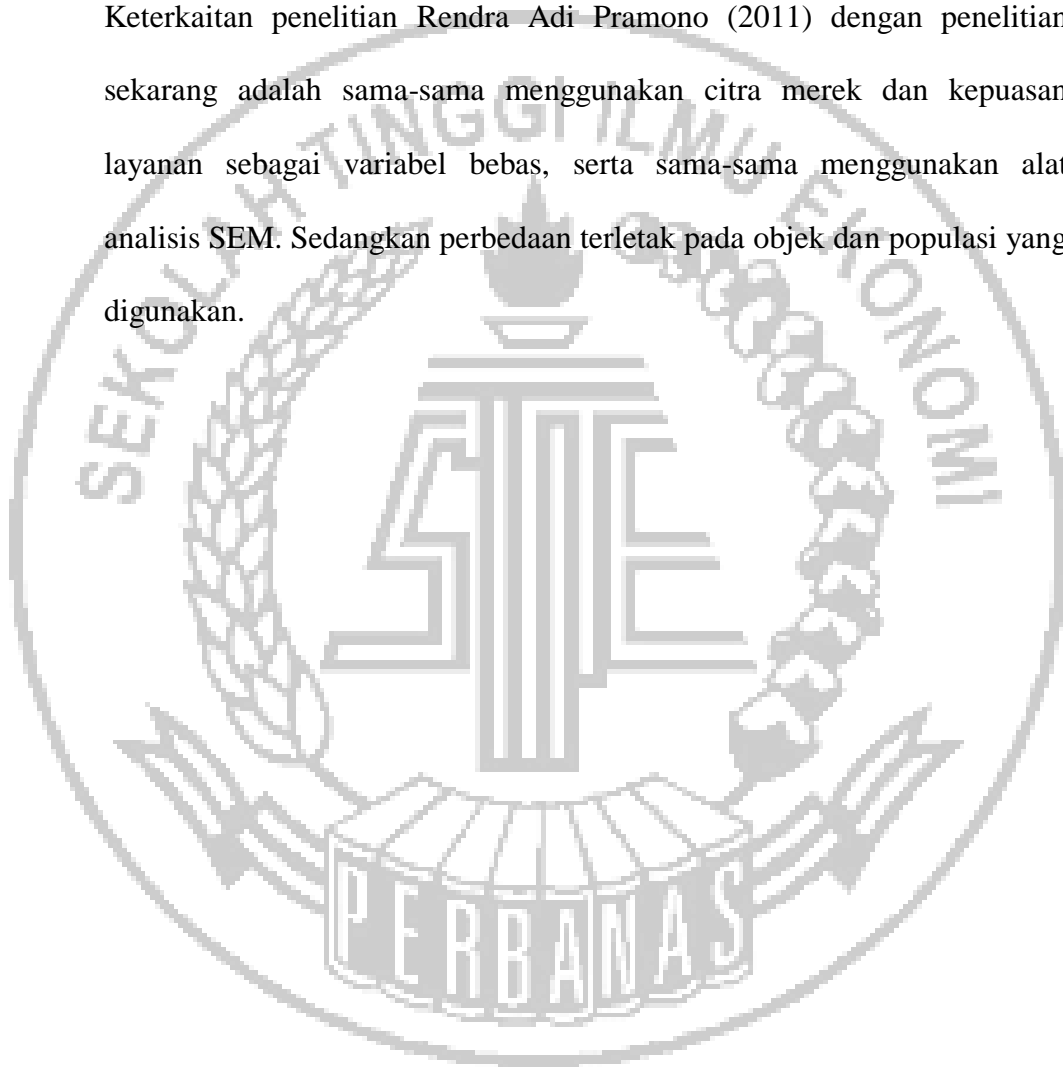 Keterkaitan penelitian Rendra Adi Pramono (2011) dengan penelitian
sekarang adalah sama-sama menggunakan citra merek dan kepuasan
layanan sebagai variabel bebas, serta sama-sama menggunakan alat
analisis SEM. Sedangkan perbedaan terletak pada objek dan populasi yang
digunakan.
SEKOLAH TINGGI ILMU EKONOMI
STIE
PERBANAS